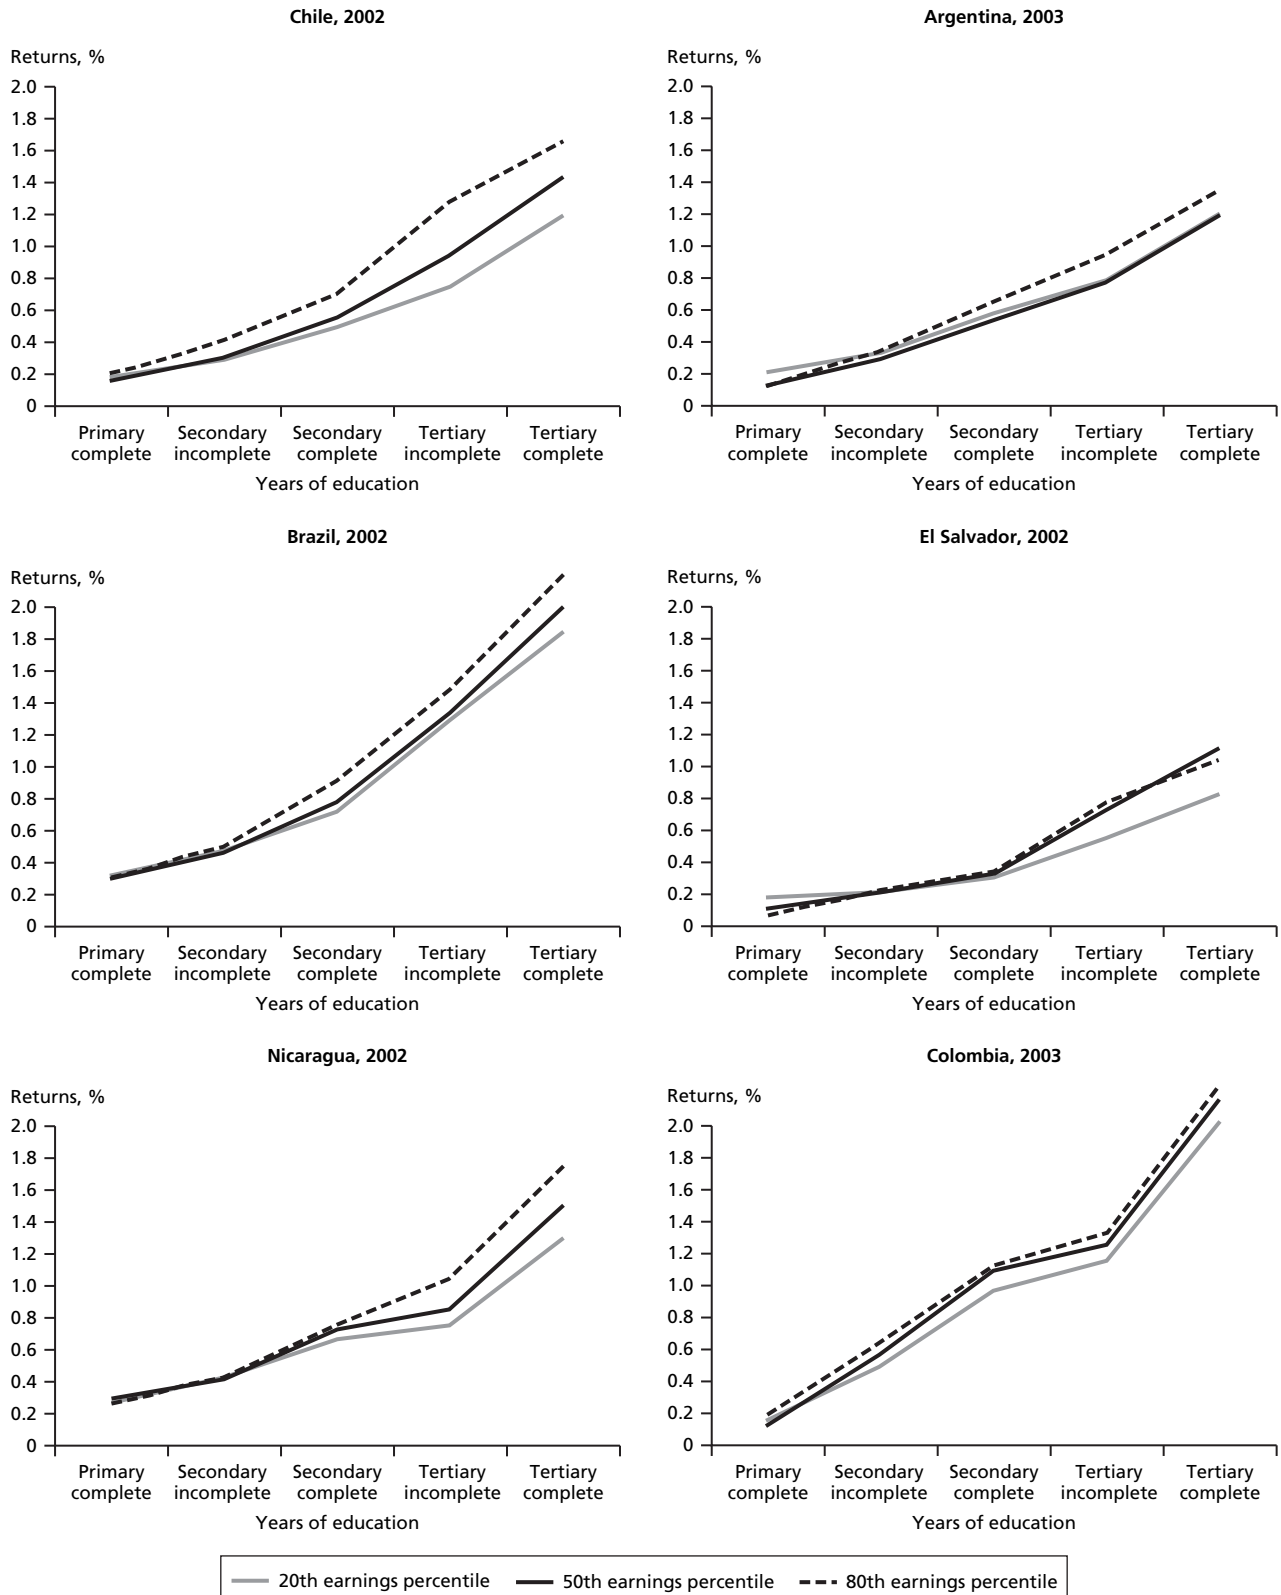 Chile, 2002
Returns, %
2.0
1.8
1.6
1.4
1.2
1.0
0.8
0.6
0.4
0.2
0
Primary complete
Secondary incomplete
Secondary complete
Tertiary incomplete
Tertiary complete
Years of education
Argentina, 2003
Returns, %
2.0
1.8
1.6
1.4
1.2
1.0
0.8
0.6
0.4
0.2
0
Primary complete
Secondary incomplete
Secondary complete
Tertiary incomplete
Tertiary complete
Years of education
Brazil, 2002
Returns, %
2.0
1.8
1.6
1.4
1.2
1.0
0.8
0.6
0.4
0.2
0
Primary complete
Secondary incomplete
Secondary complete
Tertiary incomplete
Tertiary complete
Years of education
El Salvador, 2002
Returns, %
2.0
1.8
1.6
1.4
1.2
1.0
0.8
0.6
0.4
0.2
0
Primary complete
Secondary incomplete
Secondary complete
Tertiary incomplete
Tertiary complete
Years of education
Nicaragua, 2002
Returns, %
2.0
1.8
1.6
1.4
1.2
1.0
0.8
0.6
0.4
0.2
0
Primary complete
Secondary incomplete
Secondary complete
Tertiary incomplete
Tertiary complete
Years of education
Colombia, 2003
Returns, %
2.0
1.8
1.6
1.4
1.2
1.0
0.8
0.6
0.4
0.2
0
Primary complete
Secondary incomplete
Secondary complete
Tertiary incomplete
Tertiary complete
Years of education
20th earnings percentile 50th earnings percentile 80th earnings percentile